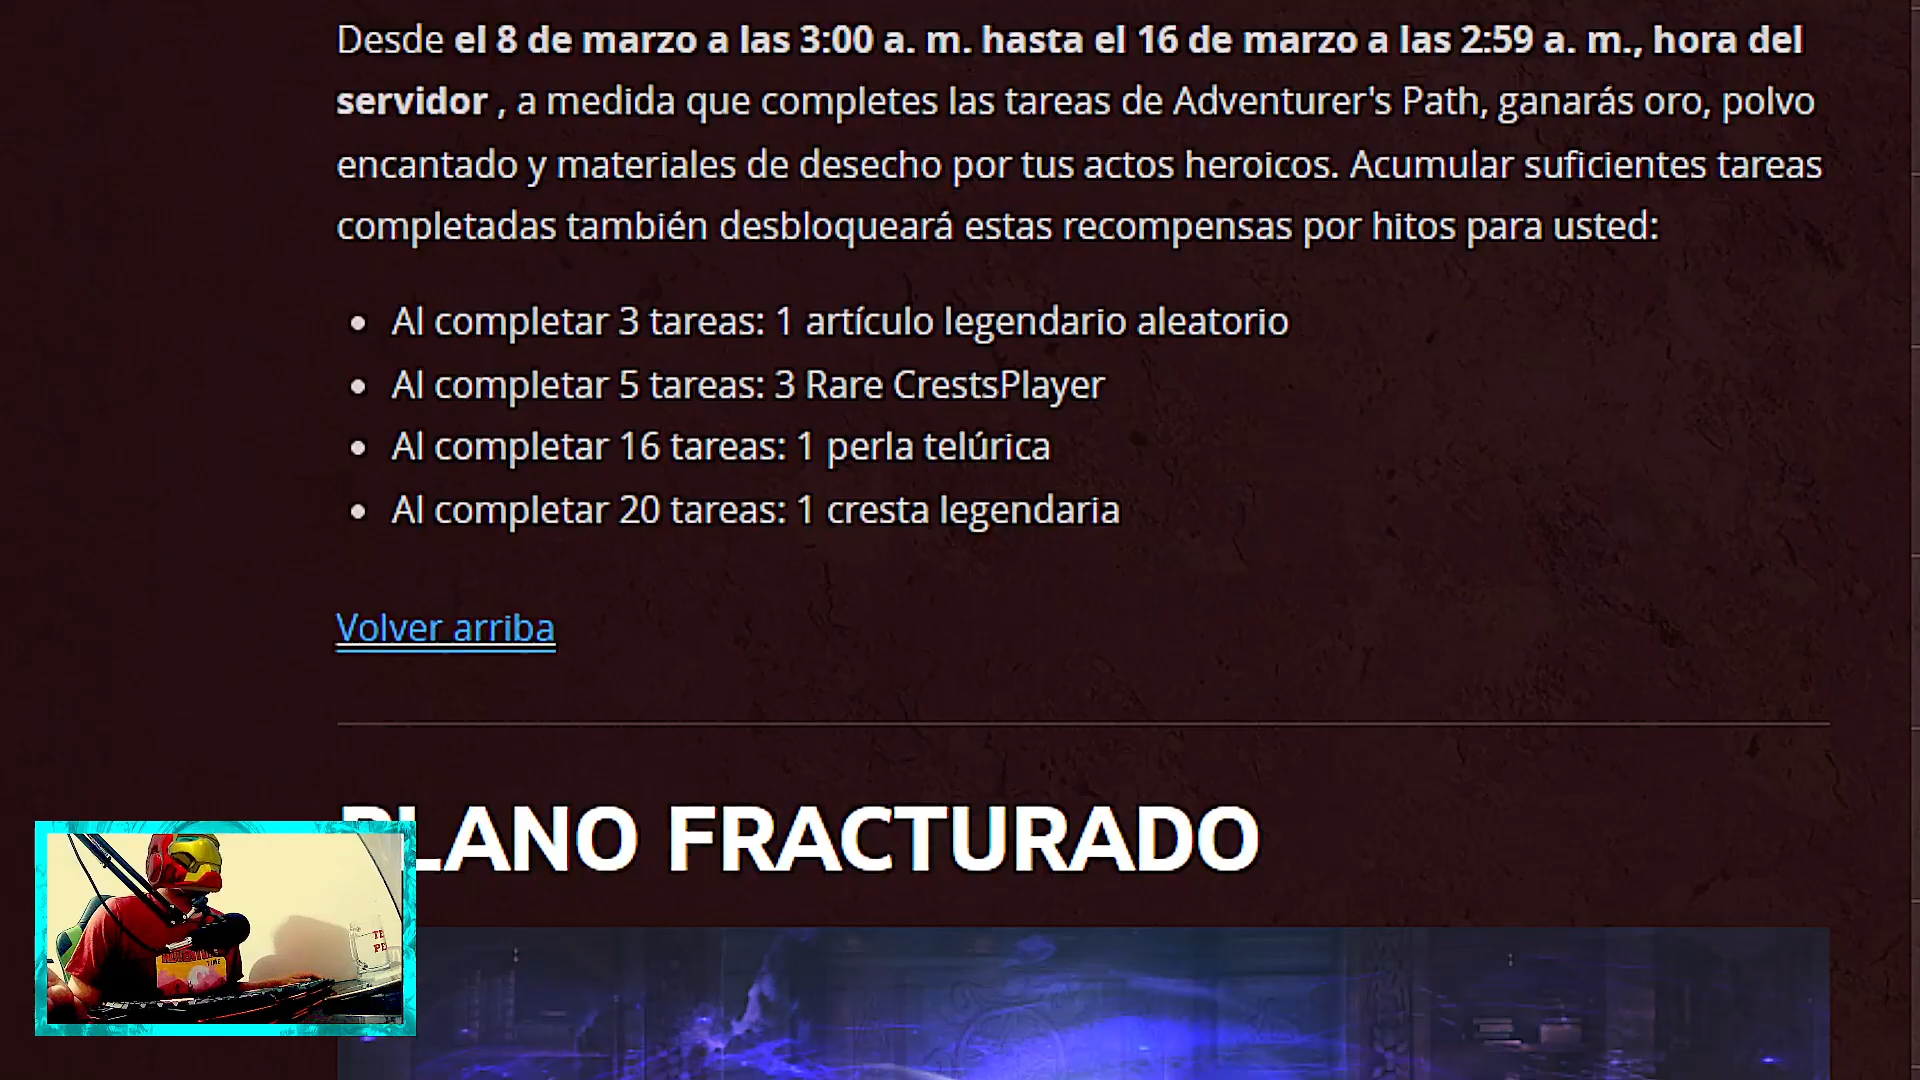 Desde el 8 de marzo a las 3:00 a. m. hasta el 16 de marzo a las 2:59 a. m., hora del
servidor , a medida que completes las tareas de Adventurer's Path, ganarás oro, polvo
encantado y materiales de desecho por tus actos heroicos. Acumular suficientes tareas
completadas también desbloqueará estas recompensas por hitos para usted:
Al completar 3 tareas: 1 artículo legendario aleatorio
Al completar 5 tareas: 3 Rare CrestsPlayer
Al completar 16 tareas: 1 perla telúrica
Al completar 20 tareas: 1 cresta legendaria
Volver arriba
PLANO FRACTURADO
TIME